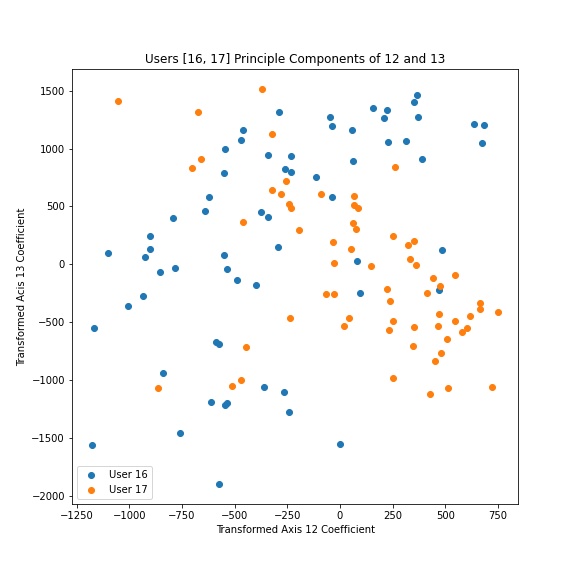 Users [16, 17] Principle Components of 12 and 13
Transformed Acis 13 Coefficient
1500
1000
500
0
−500
−1000
−1500
−2000
User 16
User 17
−1250 −1000 −750 −500 −250 0 250 500 750
Transformed Axis 12 Coefficient